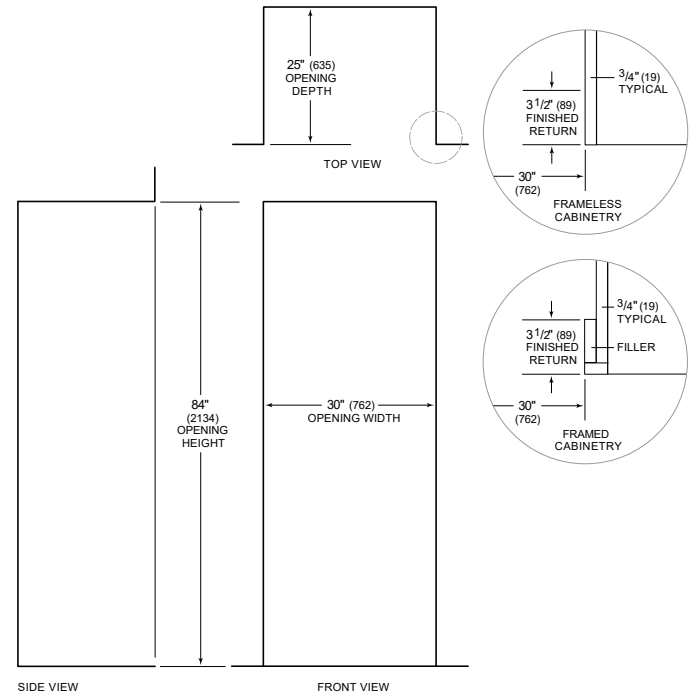 25" (635)
OPENING
DEPTH
TOP VIEW
3/4" (19)
TYPICAL
3 1/2" (89)
FINISHED
RETURN
30"
(762)
FRAMELESS
CABINETRY
3/4" (19)
TYPICAL
3 1/2" (89)
FINISHED
RETURN
FILLER
30"
(762)
FRAMED
CABINETRY
84"
(2134)
OPENING
HEIGHT
30" (762)
OPENING WIDTH
SIDE VIEW
FRONT VIEW